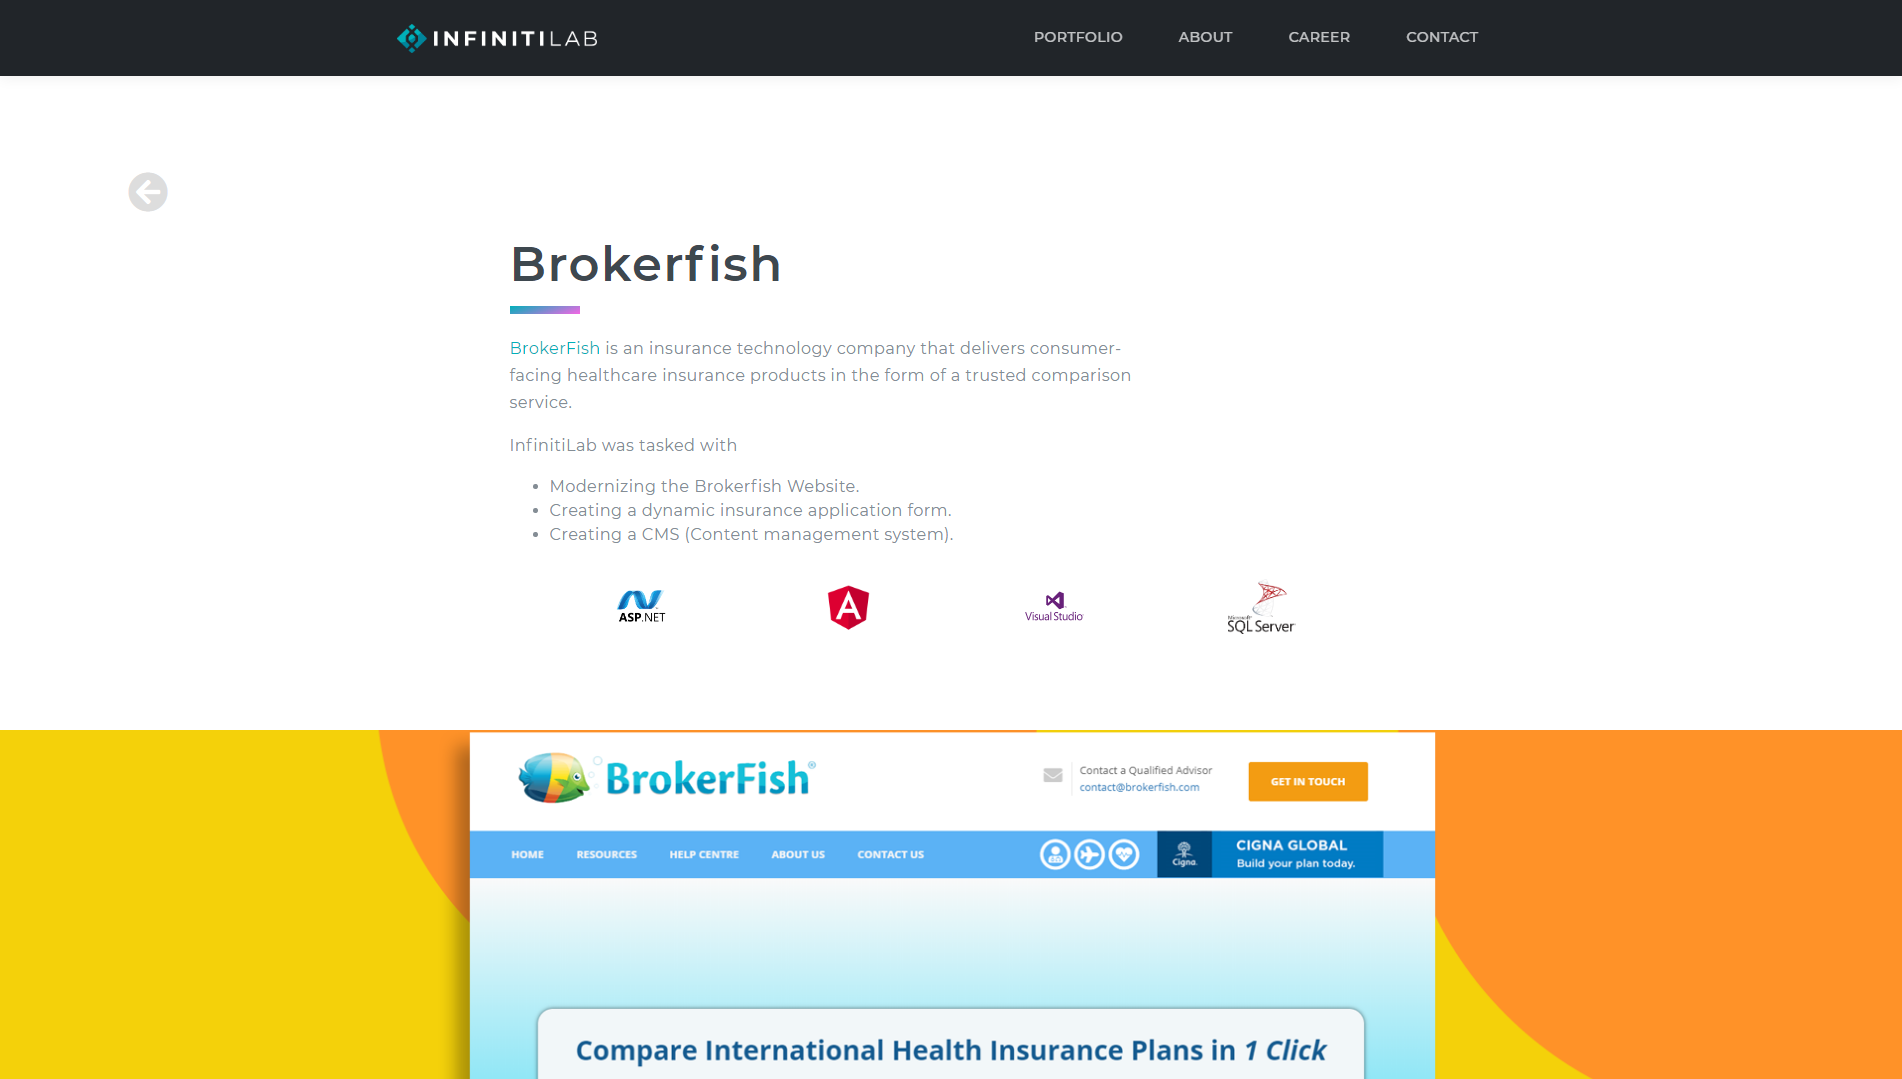 INFINITILAB
PORTFOLIO ABOUT CAREER CONTACT
Brokerfish
BrokerFish is an insurance technology company that delivers consumer-
facing healthcare insurance products in the form of a trusted comparison
service.
InfinitiLab was tasked with
• Modernizing the Brokerfish Website.
• Creating a dynamic insurance application form.
• Creating a CMS (Content management system).
ASP.NET
A
Visual Studio
Microsoft
SQL Server
BrokerFish®
Contact a Qualified Advisor
contact@brokerfish.com
GET IN TOUCH
HOME RESOURCES HELP CENTRE ABOUT US CONTACT US
Cigna
CIGNA GLOBAL
Build your plan today.
Compare International Health Insurance Plans in 1 Click